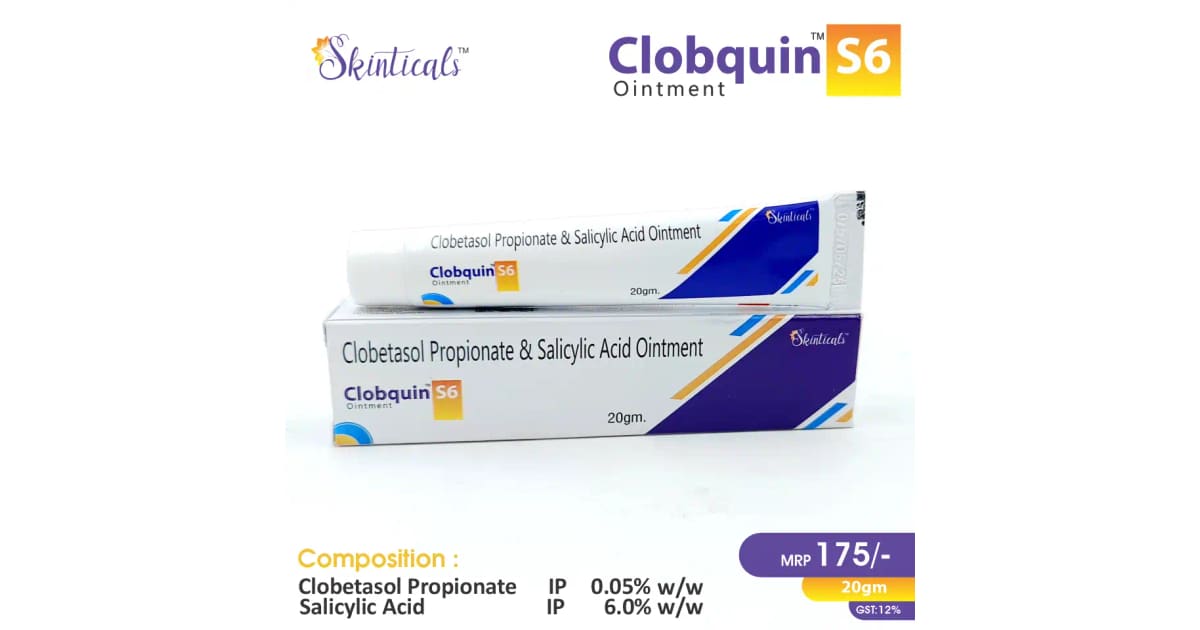 Skinticals™
Clobquin™ S6
Ointment
Skinticals™
Clobetasol Propionate & Salicylic Acid Ointment
Clobquin S6
Ointment
20gm.
Skinticals™
Clobetasol Propionate & Salicylic Acid Ointment
Clobquin™ S6
Ointment
20gm.
Composition :
Clobetasol Propionate IP 0.05% w/w
Salicylic Acid IP 6.0% w/w
MRP 175/-
20gm
GST:12%